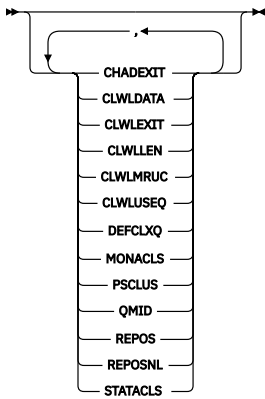 ,
CHADEXIT
CLWLDATA
CLWLEXIT
CLWLLEN
CLWLMRUC
CLWLUSEQ
DEFCLXQ
MONACLS
PSCLUS
QMID
REPOS
REPOSNL
STATACLS